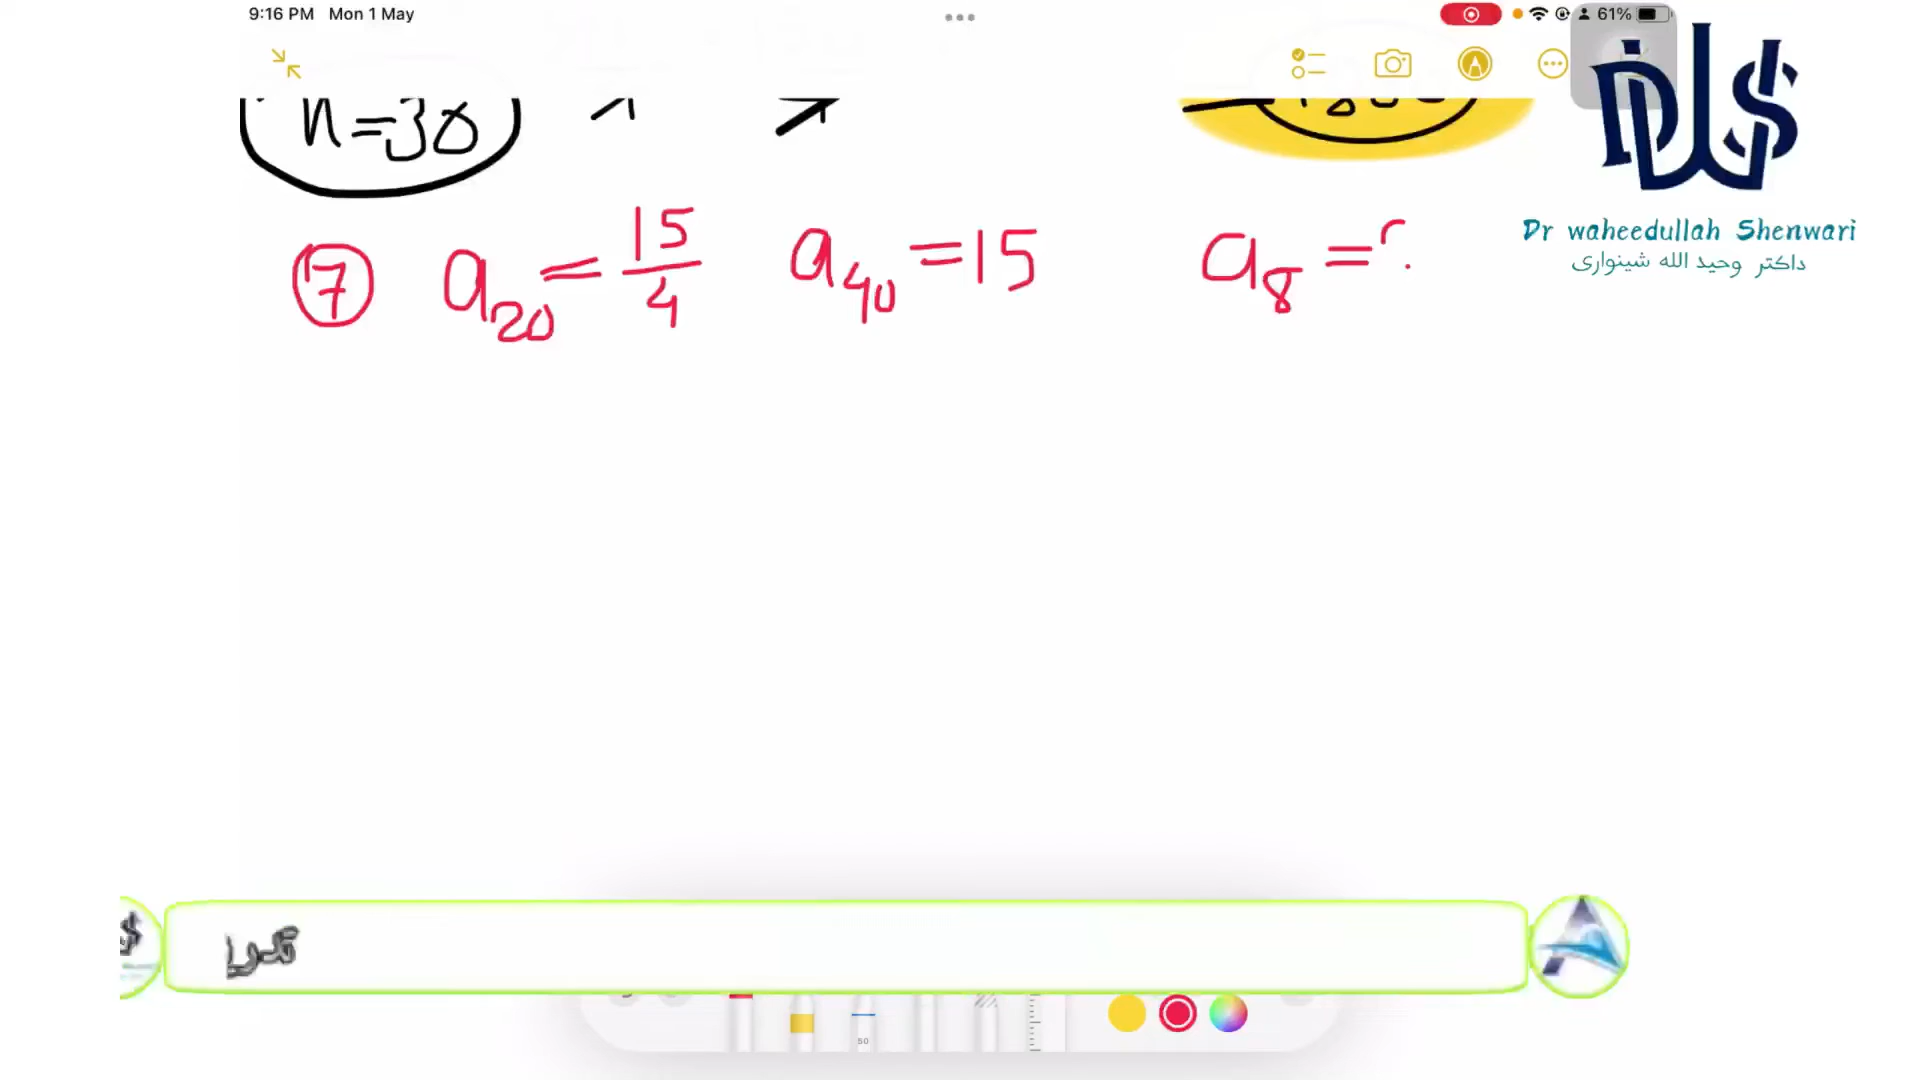 9:16 PM Mon 1 May
61%
n=30
Dr waheedullah Shenwari
داکتر وحید الله شینواری
7 a₂₀ = 15/4 a₄₀ = 15 a₈ = ?
50